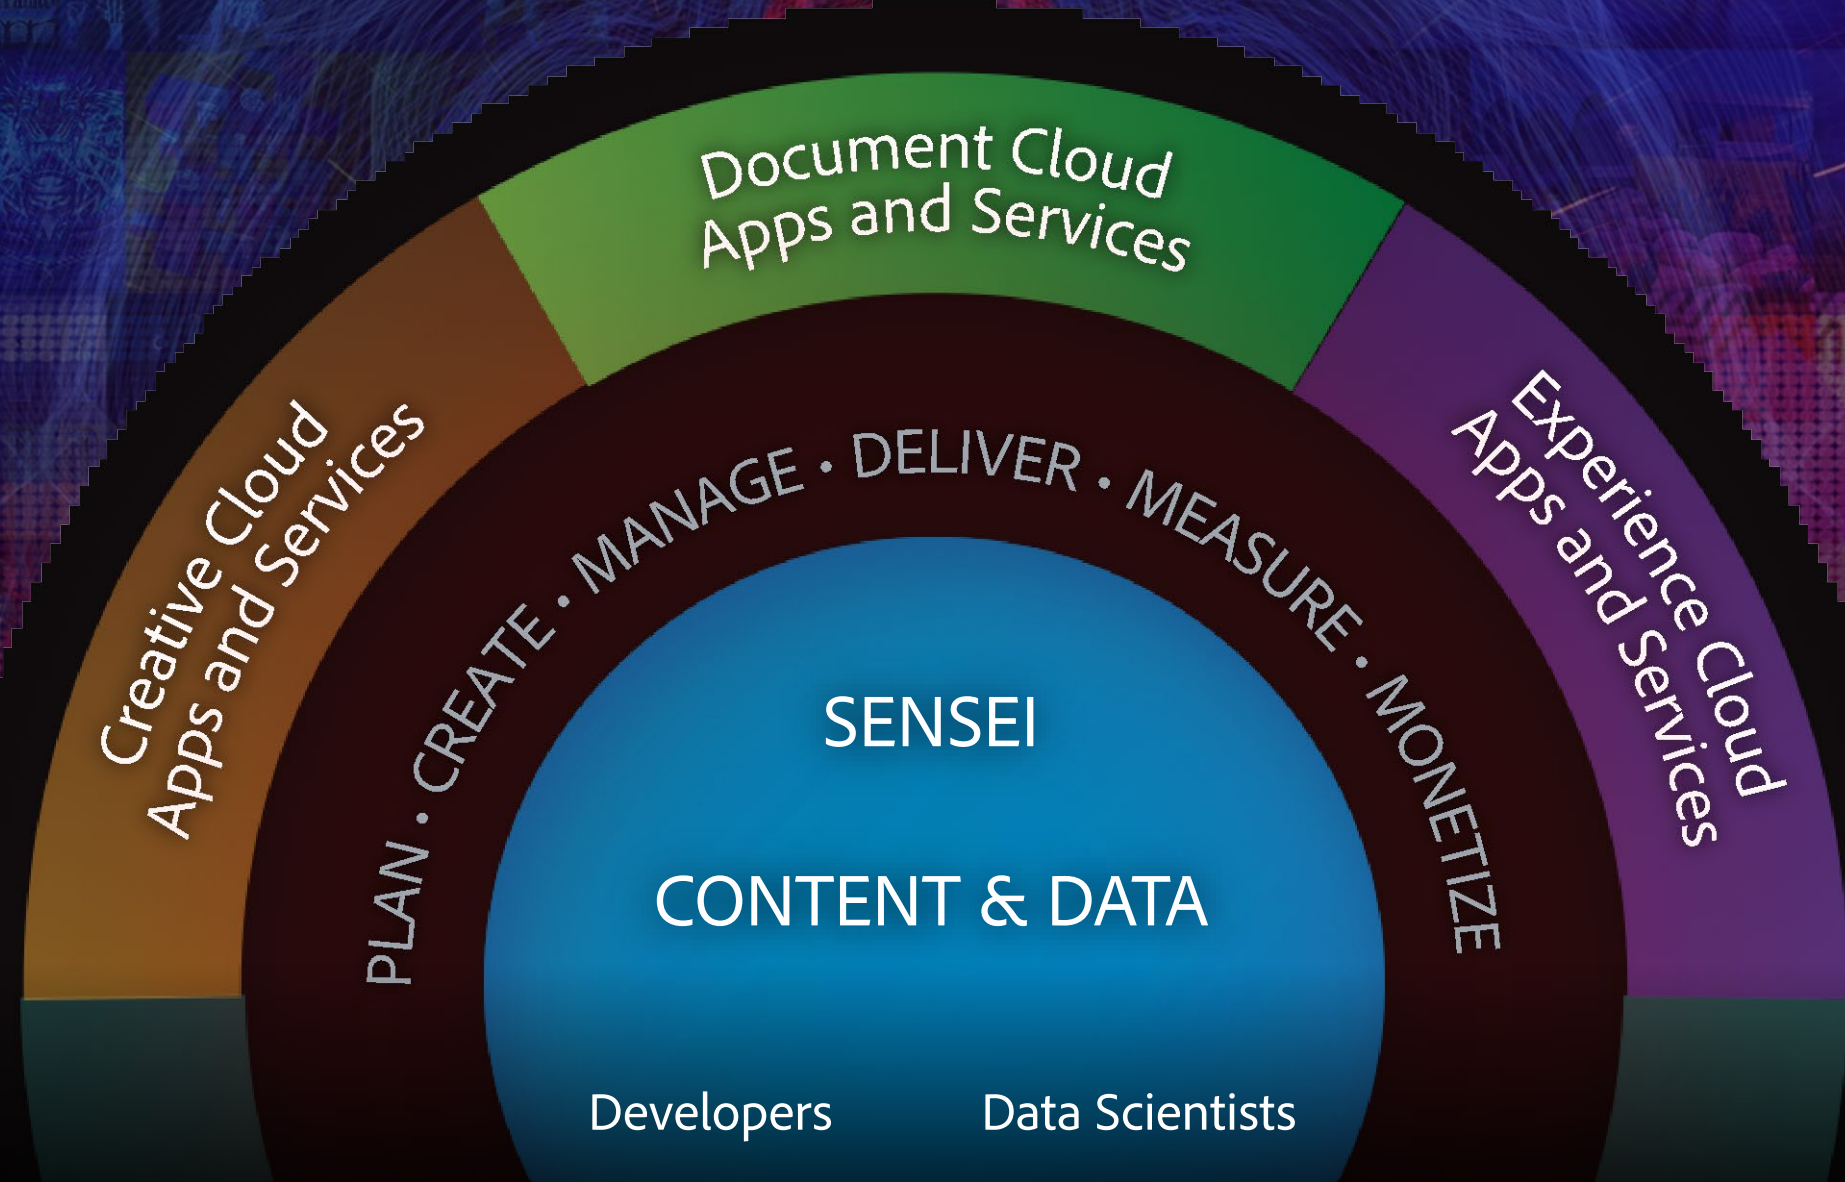 Document Cloud
Apps and Services
Creative Cloud
Apps and Services
Experience Cloud
Apps and Services
PLAN • CREATE • MANAGE • DELIVER • MEASURE • MONETIZE
SENSEI
CONTENT & DATA
Developers
Data Scientists